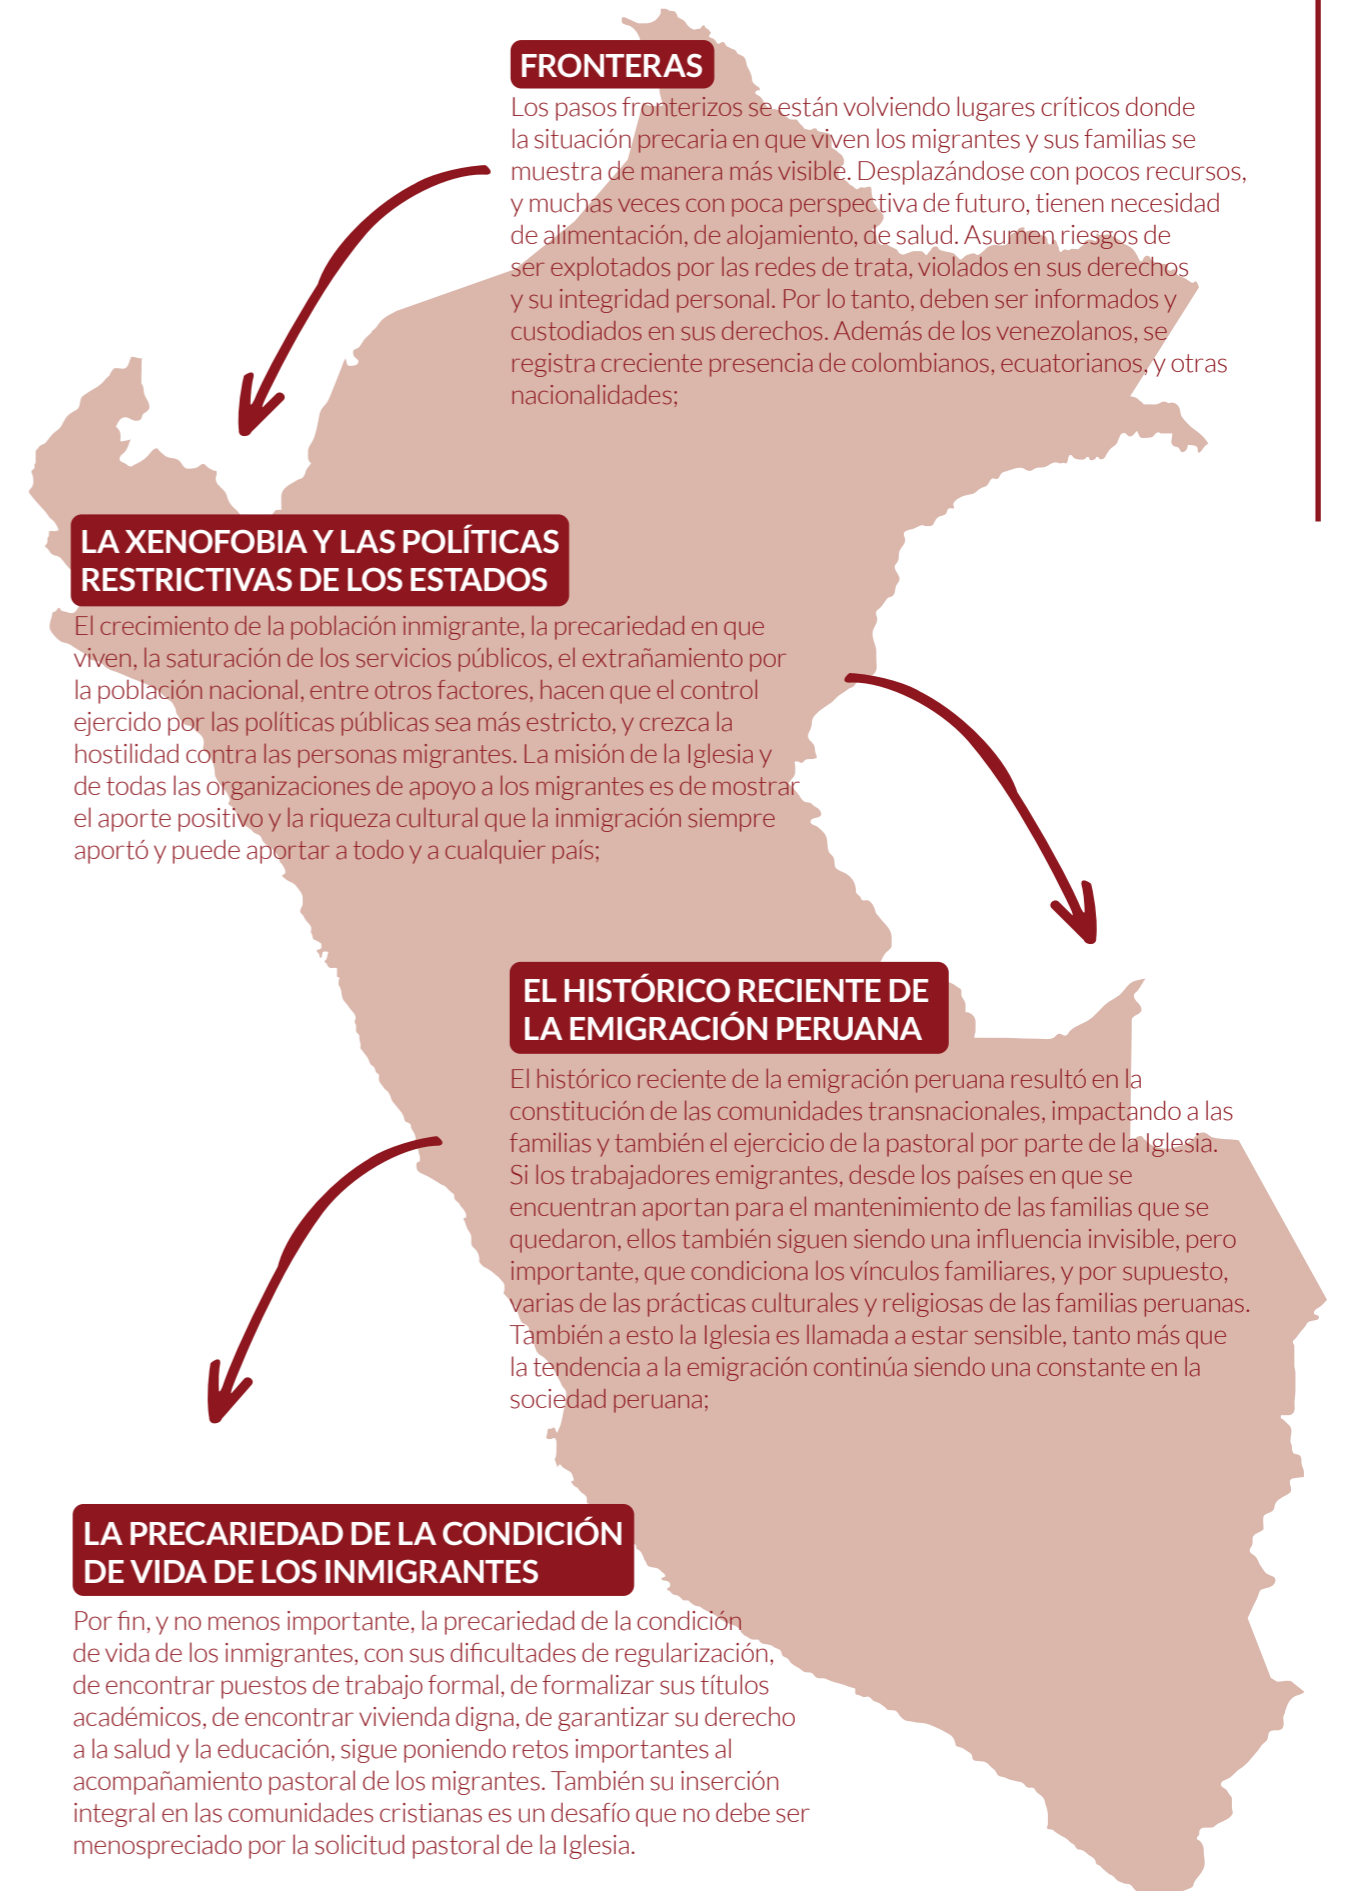 FRONTERAS
Los pasos fronterizos se están volviendo lugares críticos donde
la situación precaria en que viven los migrantes y sus familias se
muestra de manera más visible. Desplazándose con pocos recursos,
y muchas veces con poca perspectiva de futuro, tienen necesidad
de alimentación, de alojamiento, de salud. Asumen riesgos de
ser explotados por las redes de trata, violados en sus derechos
y su integridad personal. Por lo tanto, deben ser informados y
custodiados en sus derechos. Además de los venezolanos, se
registra creciente presencia de colombianos, ecuatorianos, y otras
nacionalidades;
LA XENOFOBIA Y LAS POLÍTICAS
RESTRICTIVAS DE LOS ESTADOS
El crecimiento de la población inmigrante, la precariedad en que
viven, la saturación de los servicios públicos, el extrañamiento por
la población nacional, entre otros factores, hacen que el control
ejercido por las políticas públicas sea más estricto, y crezca la
hostilidad contra las personas migrantes. La misión de la Iglesia y
de todas las organizaciones de apoyo a los migrantes es de mostrar
el aporte positivo y la riqueza cultural que la inmigración siempre
aportó y puede aportar a todo y a cualquier país;
EL HISTÓRICO RECIENTE DE
LA EMIGRACIÓN PERUANA
El histórico reciente de la emigración peruana resultó en la
constitución de las comunidades transnacionales, impactando a las
familias y también el ejercicio de la pastoral por parte de la Iglesia.
Si los trabajadores emigrantes, desde los países en que se
encuentran aportan para el mantenimiento de las familias que se
quedaron, ellos también siguen siendo una influencia invisible, pero
importante, que condiciona los vínculos familiares, y por supuesto,
varias de las prácticas culturales y religiosas de las familias peruanas.
También a esto la Iglesia es llamada a estar sensible, tanto más que
la tendencia a la emigración continúa siendo una constante en la
sociedad peruana;
LA PRECARIEDAD DE LA CONDICIÓN
DE VIDA DE LOS INMIGRANTES
Por fin, y no menos importante, la precariedad de la condición
de vida de los inmigrantes, con sus dificultades de regularización,
de encontrar puestos de trabajo formal, de formalizar sus títulos
académicos, de encontrar vivienda digna, de garantizar su derecho
a la salud y la educación, sigue poniendo retos importantes al
acompañamiento pastoral de los migrantes. También su inserción
integral en las comunidades cristianas es un desafío que no debe ser
menospreciado por la solicitud pastoral de la Iglesia.